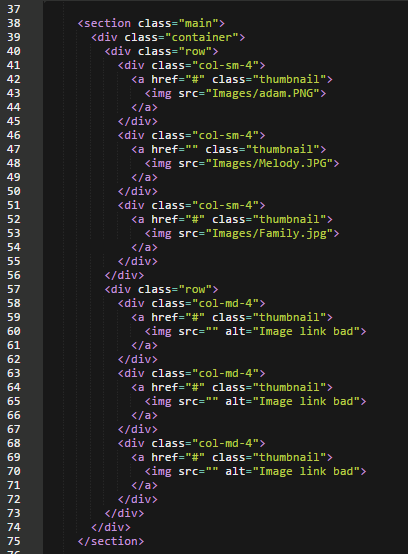 37
38 <section class="main">
39 <div class="container">
40 <div class="row">
41 <div class="col-sm-4">
42 <a href="#" class="thumbnail">
43 <img src="Images/adam.PNG">
44 </a>
45 </div>
46 <div class="col-sm-4">
47 <a href="" class="thumbnail">
48 <img src="Images/Melody.JPG">
49 </a>
50 </div>
51 <div class="col-sm-4">
52 <a href="#" class="thumbnail">
53 <img src="Images/Family.jpg">
54 </a>
55 </div>
56 </div>
57 <div class="row">
58 <div class="col-md-4">
59 <a href="#" class="thumbnail">
60 <img src="" alt="Image link bad">
61 </a>
62 </div>
63 <div class="col-md-4">
64 <a href="#" class="thumbnail">
65 <img src="" alt="Image link bad">
66 </a>
67 </div>
68 <div class="col-md-4">
69 <a href="#" class="thumbnail">
70 <img src="" alt="Image link bad">
71 </a>
72 </div>
73 </div>
74 </div>
75 </section>